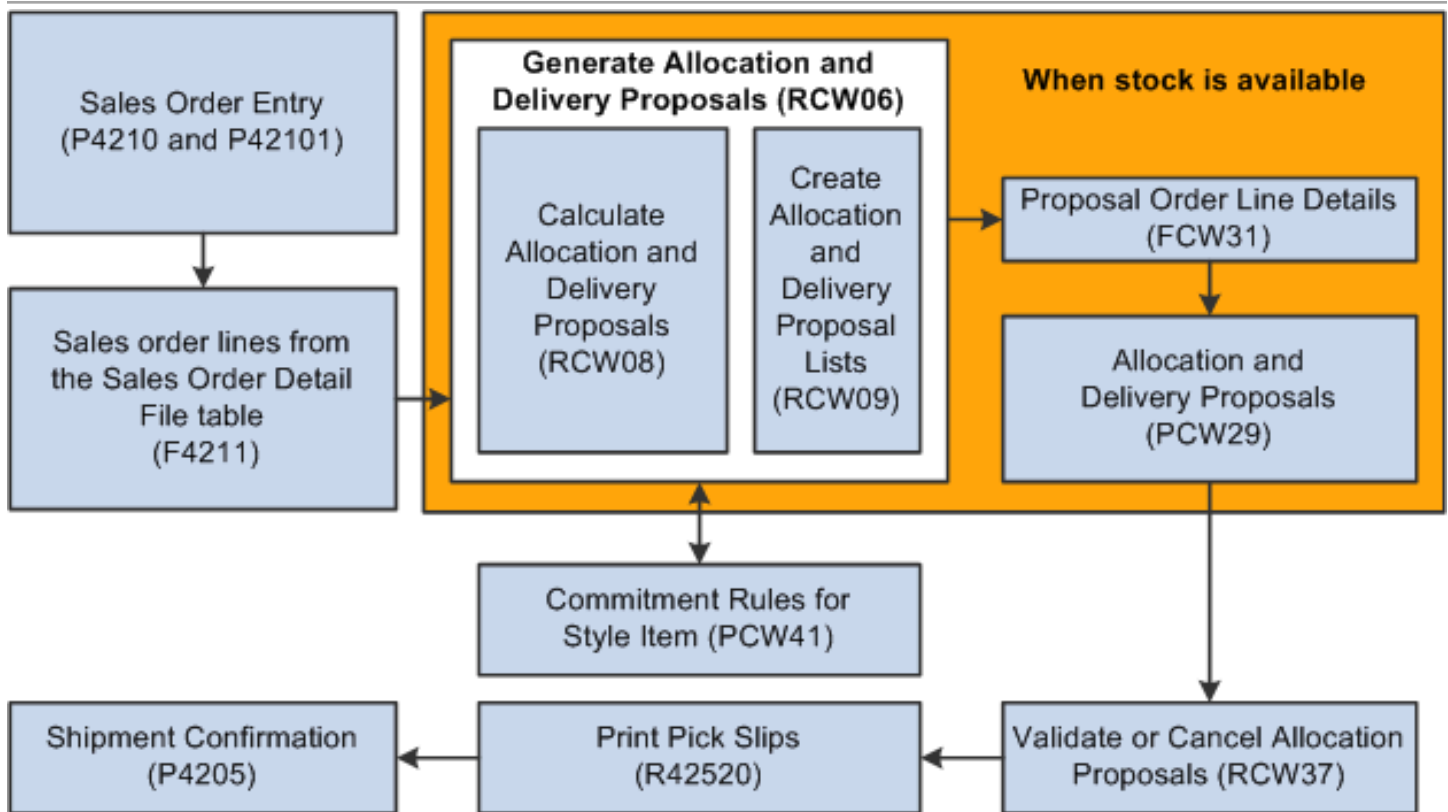 Sales Order Entry
(P4210 and P42101)
Sales order lines from
the Sales Order Detail
File table
(F4211)
Generate Allocation and
Delivery Proposals (RCW06)
Calculate
Allocation and
Delivery
Proposals
(RCW08)
Create
Allocation
and
Delivery
Proposal
Lists
(RCW09)
When stock is available
Proposal Order Line Details
(FCW31)
Allocation and
Delivery Proposals
(PCW29)
Commitment Rules for
Style Item (PCW41)
Validate or Cancel Allocation
Proposals (RCW37)
Print Pick Slips
(R42520)
Shipment Confirmation
(P4205)